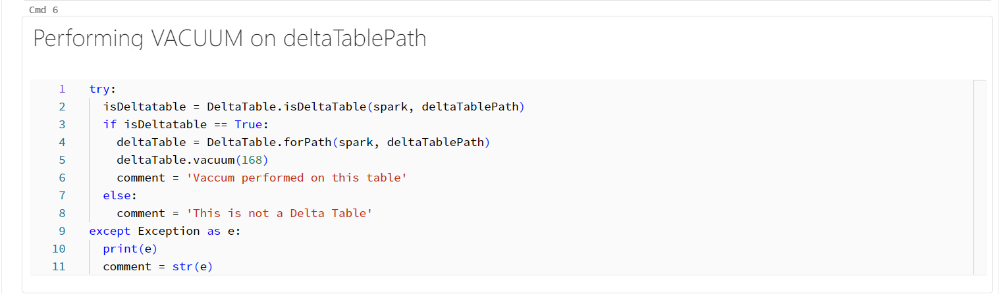 Cmd 6
Performing VACUUM on deltaTablePath
1 try:
2   isDeltatable = DeltaTable.isDeltaTable(spark, deltaTablePath)
3   if isDeltatable == True:
4     deltaTable = DeltaTable.forPath(spark, deltaTablePath)
5     deltaTable.vacuum(168)
6     comment = 'Vaccum performed on this table'
7   else:
8     comment = 'This is not a Delta Table'
9 except Exception as e:
10   print(e)
11   comment = str(e)